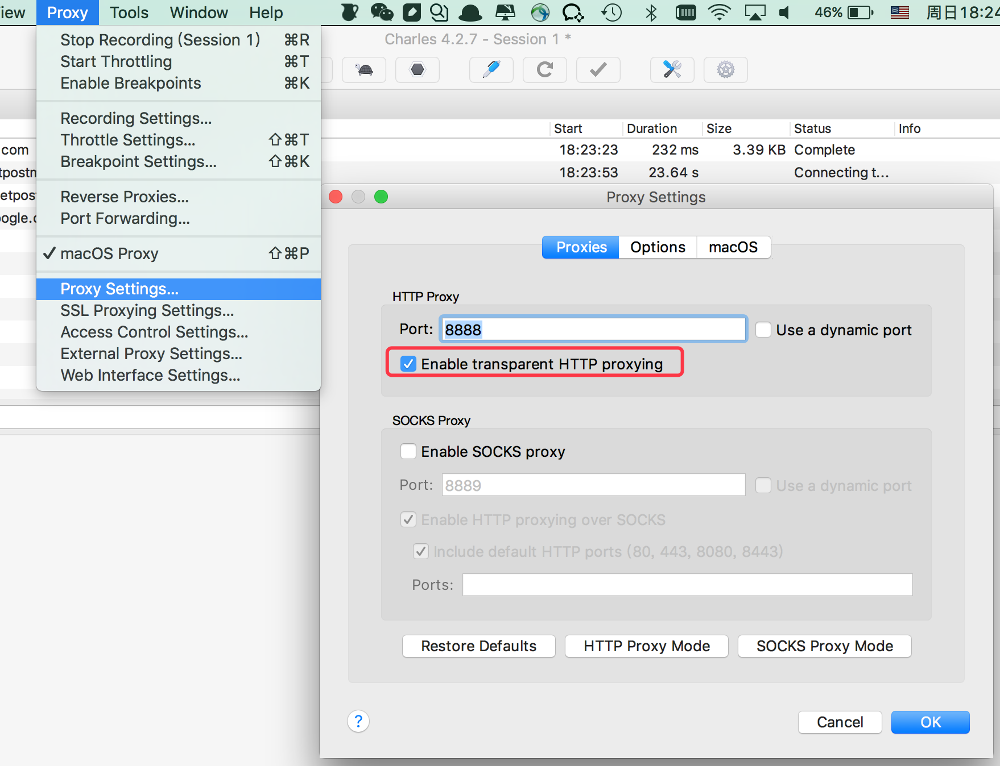 Proxy Tools Window Help 46% 周日18:24
Charles 4.2.7 - Session 1 *
Stop Recording (Session 1) ⌘R
Start Throttling ⌘T
Enable Breakpoints ⌘K
Recording Settings...
Throttle Settings... ⇧⌘T
Breakpoint Settings... ⇧⌘K
Reverse Proxies...
Port Forwarding...
✓ macOS Proxy ⇧⌘P
Proxy Settings...
SSL Proxying Settings...
Access Control Settings...
External Proxy Settings...
Web Interface Settings...
Start Duration Size Status Info
com 18:23:23 232 ms 3.39 KB Complete
tpostm 18:23:53 23.64 s Connecting t...
etpos
ogle.c
Proxy Settings
Proxies Options macOS
HTTP Proxy
Port: 8888 Use a dynamic port
Enable transparent HTTP proxying
SOCKS Proxy
Enable SOCKS proxy
Port: 8889 Use a dynamic port
Enable HTTP proxying over SOCKS
Include default HTTP ports (80, 443, 8080, 8443)
Ports:
Restore Defaults HTTP Proxy Mode SOCKS Proxy Mode
? Cancel OK